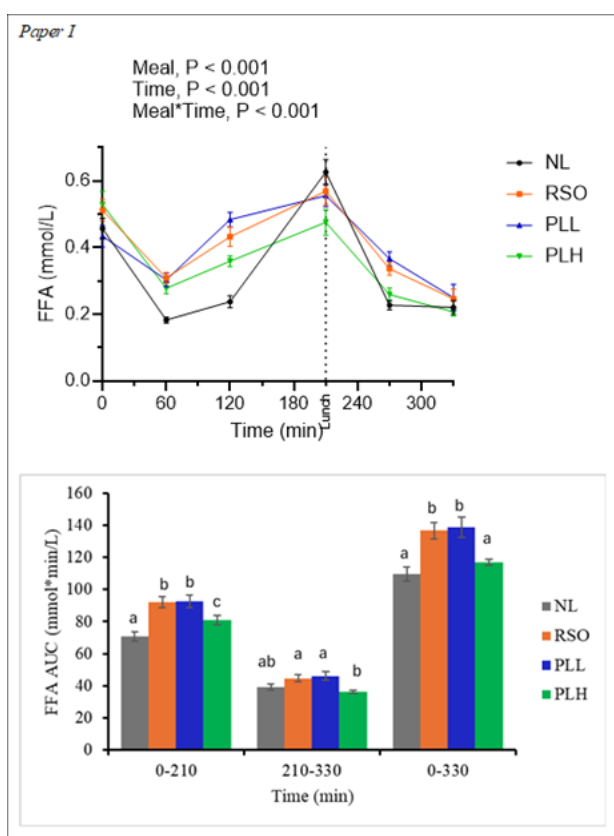 Paper I
Meal, P < 0.001
Time, P < 0.001
Meal*Time, P < 0.001
FFA (mmol/L)
0.6
0.4
0.2
0.0
0 60 120 180 240 300
Lunch
Time (min)
NL
RSO
PLL
PLH
FFA AUC (mmol*min/L)
160
140
120
100
80
60
40
20
0
a b b c
ab a a b
a b b a
0-210 210-330 0-330
Time (min)
NL
RSO
PLL
PLH